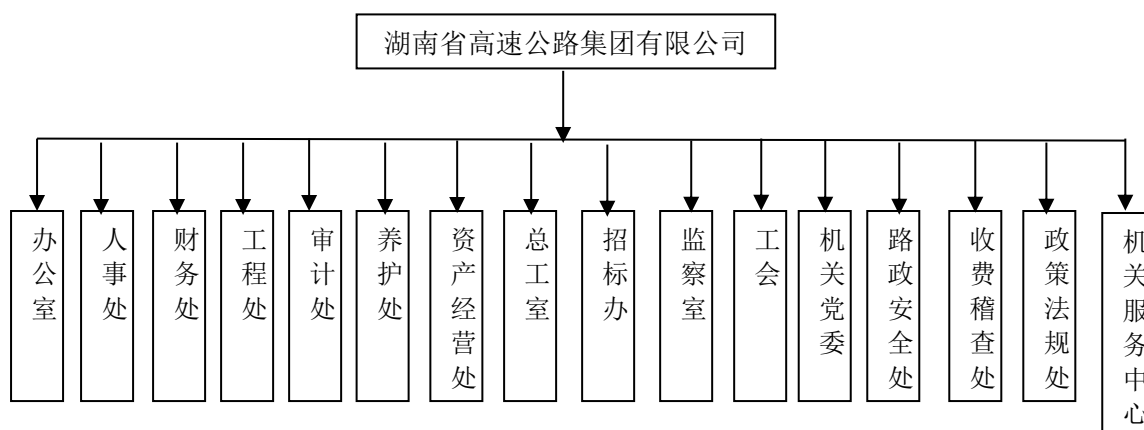 湖南省高速公路集团有限公司
办公室
人事处
财务处
工程处
审计处
养护处
资产经营处
总工室
招标办
监察室
工会
机关党委
路政安全处
收费稽查处
政策法规处
机关服务中心